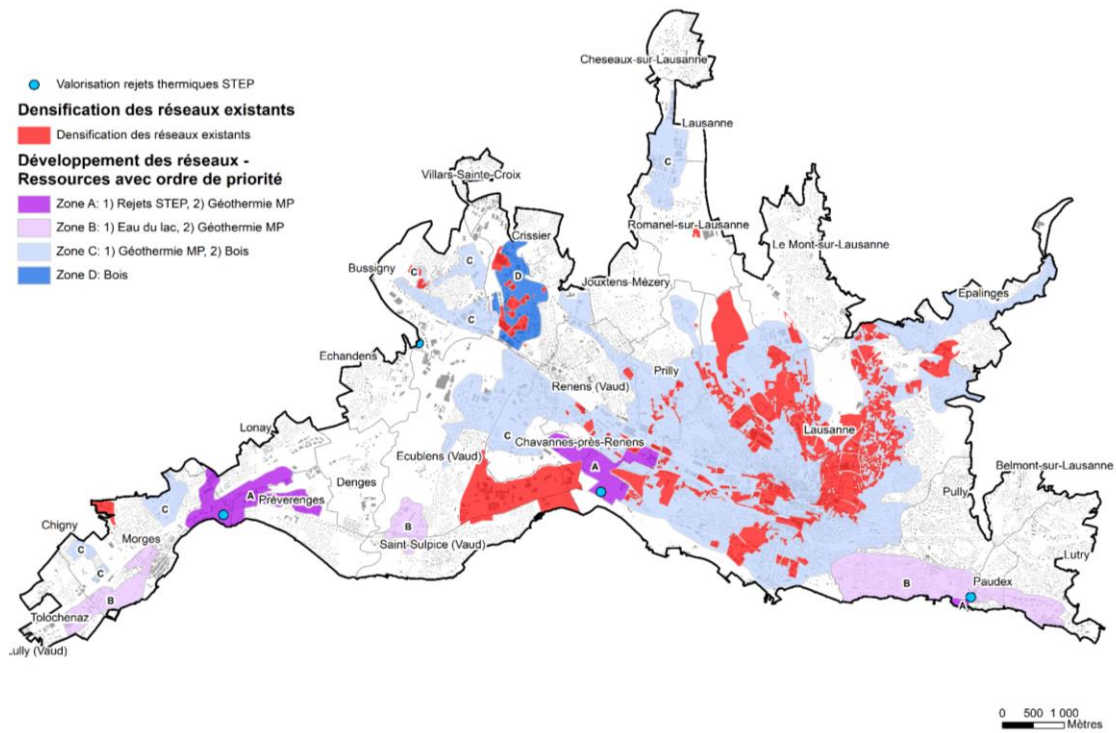 Valorisation rejets thermiques STEP
Densification des réseaux existants
Densification des réseaux existants
Développement des réseaux -
Ressources avec ordre de priorité
Zone A: 1) Rejets STEP, 2) Géothermie MP
Zone B: 1) Eau du lac, 2) Géothermie MP
Zone C: 1) Géothermie MP, 2) Bois
Zone D: Bois
Cheseaux-sur-Lausanne
Lausanne
C
Villars-Sainte-Croix
Romanel-sur-Lausanne
Crissier
Le Mont-sur-Lausanne
Bussigny
C
C
D
Jouxtens-Mézery
Epalinges
C
Echandens
Renens (Vaud)
Prilly
Lonay
Lausanne
C
Chavannes-près-Renens
Ecublens (Vaud)
A
Belmont-sur-Lausanne
Denges
Pully
A
Préverenges
C
Chigny
B
Morges
Saint-Sulpice (Vaud)
C
Lutry
C
B
Paudex
B
A
Tolochenaz
Lully (Vaud)
0 500 1 000
Mètres